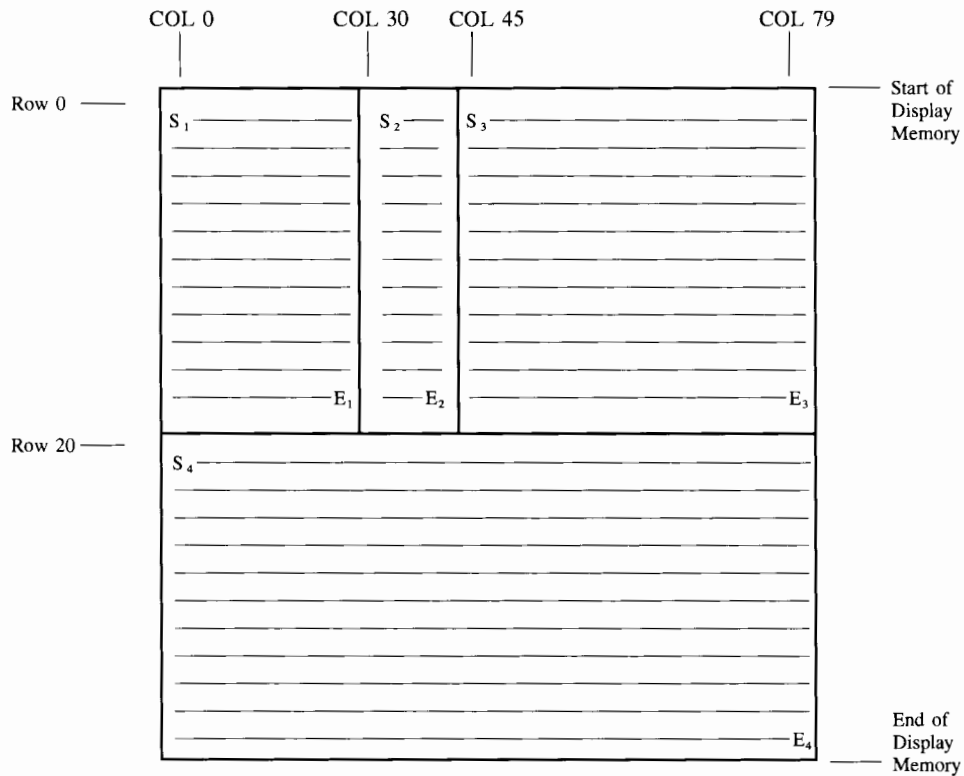 COL 0 COL 30 COL 45 COL 79
Row 0
Start of
Display
Memory
S₁ S₂ S₃
E₁ E₂ E₃
Row 20
S₄
E₄
End of
Display
Memory